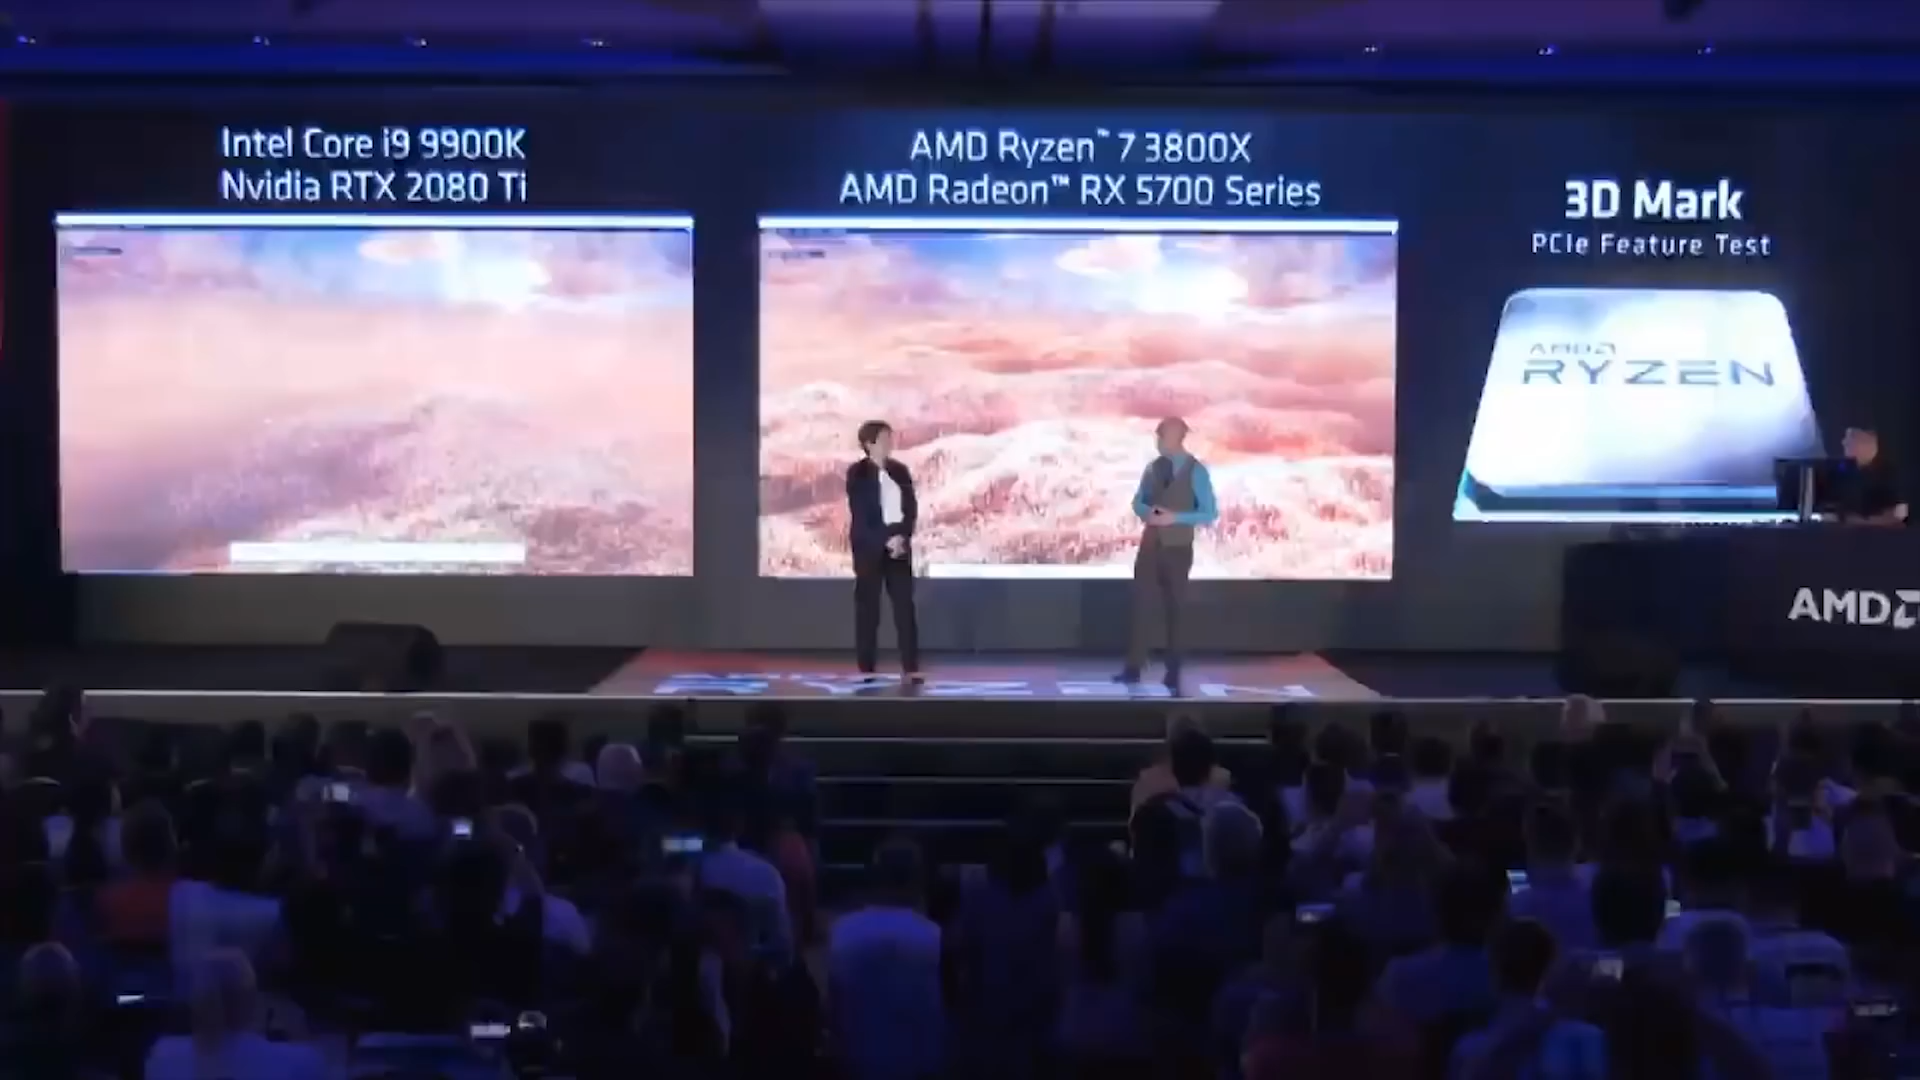 Intel Core i9 9900K
Nvidia RTX 2080 Ti
AMD Ryzen™ 7 3800X
AMD Radeon™ RX 5700 Series
3D Mark
PCIe Feature Test
AMD
RYZEN
AMD
RYZEN